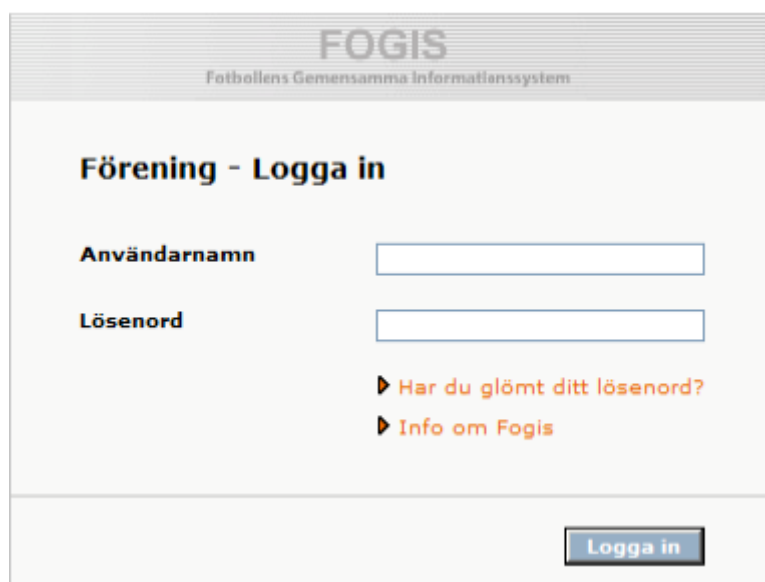 FOGIS
Fotbollens Gemensamma Informationssystem
Förening - Logga in
Användarnamn
Lösenord
Har du glömt ditt lösenord?
Info om Fogis
Logga in